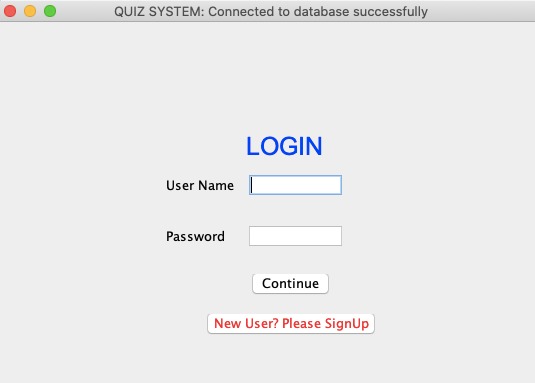 QUIZ SYSTEM: Connected to database successfully
LOGIN
User Name
Password
Continue
New User? Please SignUp